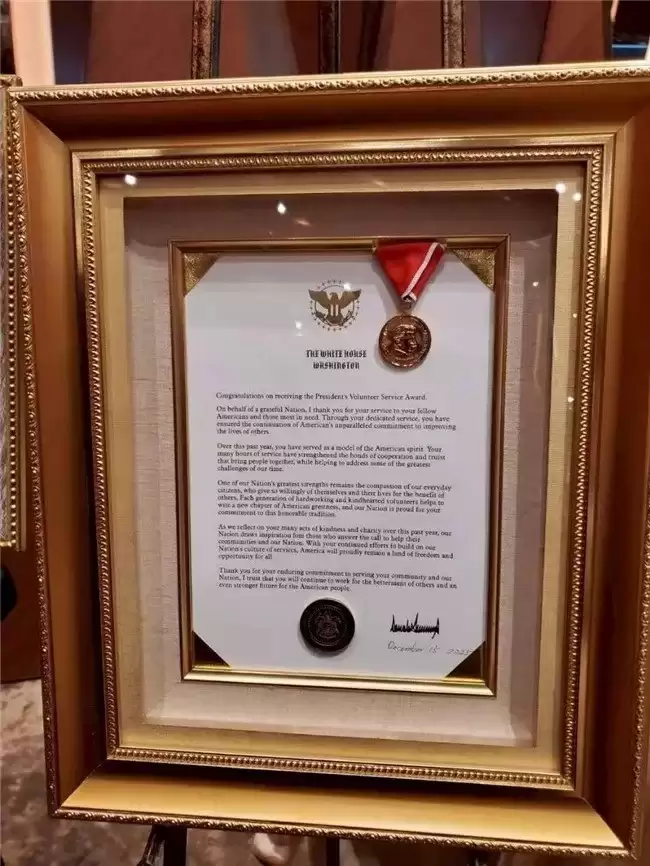 THE WHITE HOUSE
WASHINGTON
Congratulations on receiving the President's Volunteer Service Award.
On behalf of a grateful Nation, I thank you for your service to your fellow
Americans and those most in need. Through your dedicated service, you have
ensured the continuation of American's unparalleled commitment to improving
the lives of others.
Over this past year, you have served as a model of the American spirit. Your
many hours of service have strengthened the bonds of cooperation and trust
that bring people together, while helping to address some of the greatest
challenges of our time.
One of our Nation's greatest strengths remains the compassion of our everyday
citizens, who give so willingly of themselves and their lives for the benefit of
others. Each generation of hardworking and kindhearted volunteers helps to
write a new chapter of American greatness, and our Nation is proud for your
commitment to this honorable tradition.
As we reflect on your many acts of kindness and charity over this past year, our
Nation draws inspiration from those who answer the call to help their
communities and our Nation. With your continued efforts to build on our
Nation's culture of services, America will proudly remain a land of freedom and
opportunity for all.
Thank you for your enduring commitment to serving your community and our
Nation, I trust that you will continue to work for the betterment of others and an
even stronger future for the American people.
December 15 2025